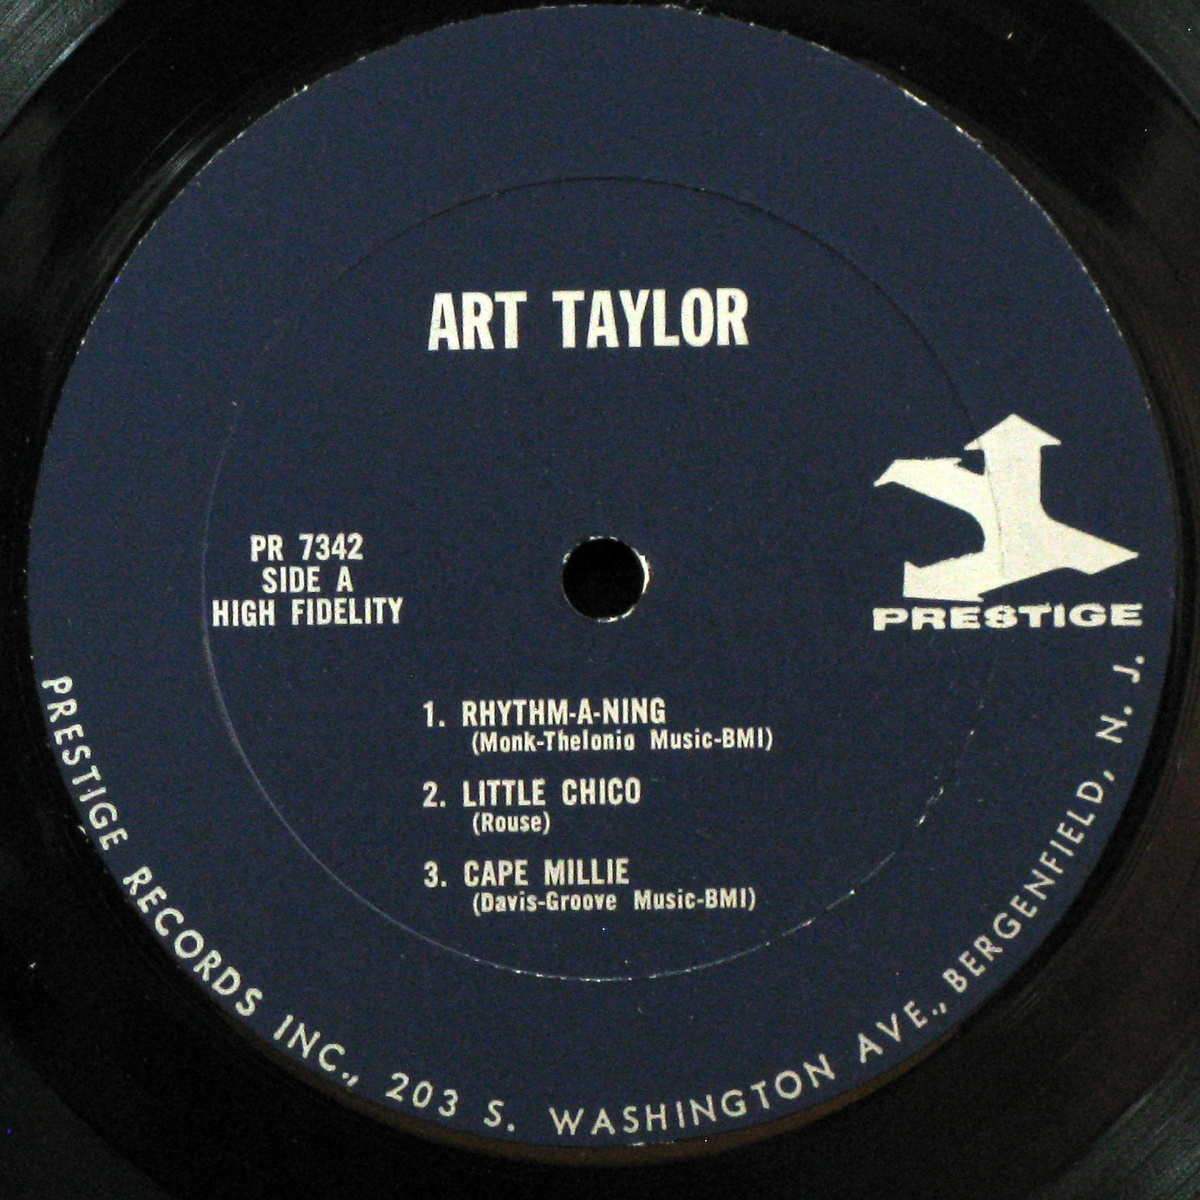 ART TAYLOR
PR 7342
SIDE A
HIGH FIDELITY
PRESTIGE
1. RHYTHM-A-NING
(Monk-Thelonio Music-BMI)
2. LITTLE CHICO
(Rouse)
3. CAPE MILLIE
(Davis-Groove Music-BMI)
PRESTIGE RECORDS INC., 203 S. WASHINGTON AVE., BERGENFIELD, N. J.